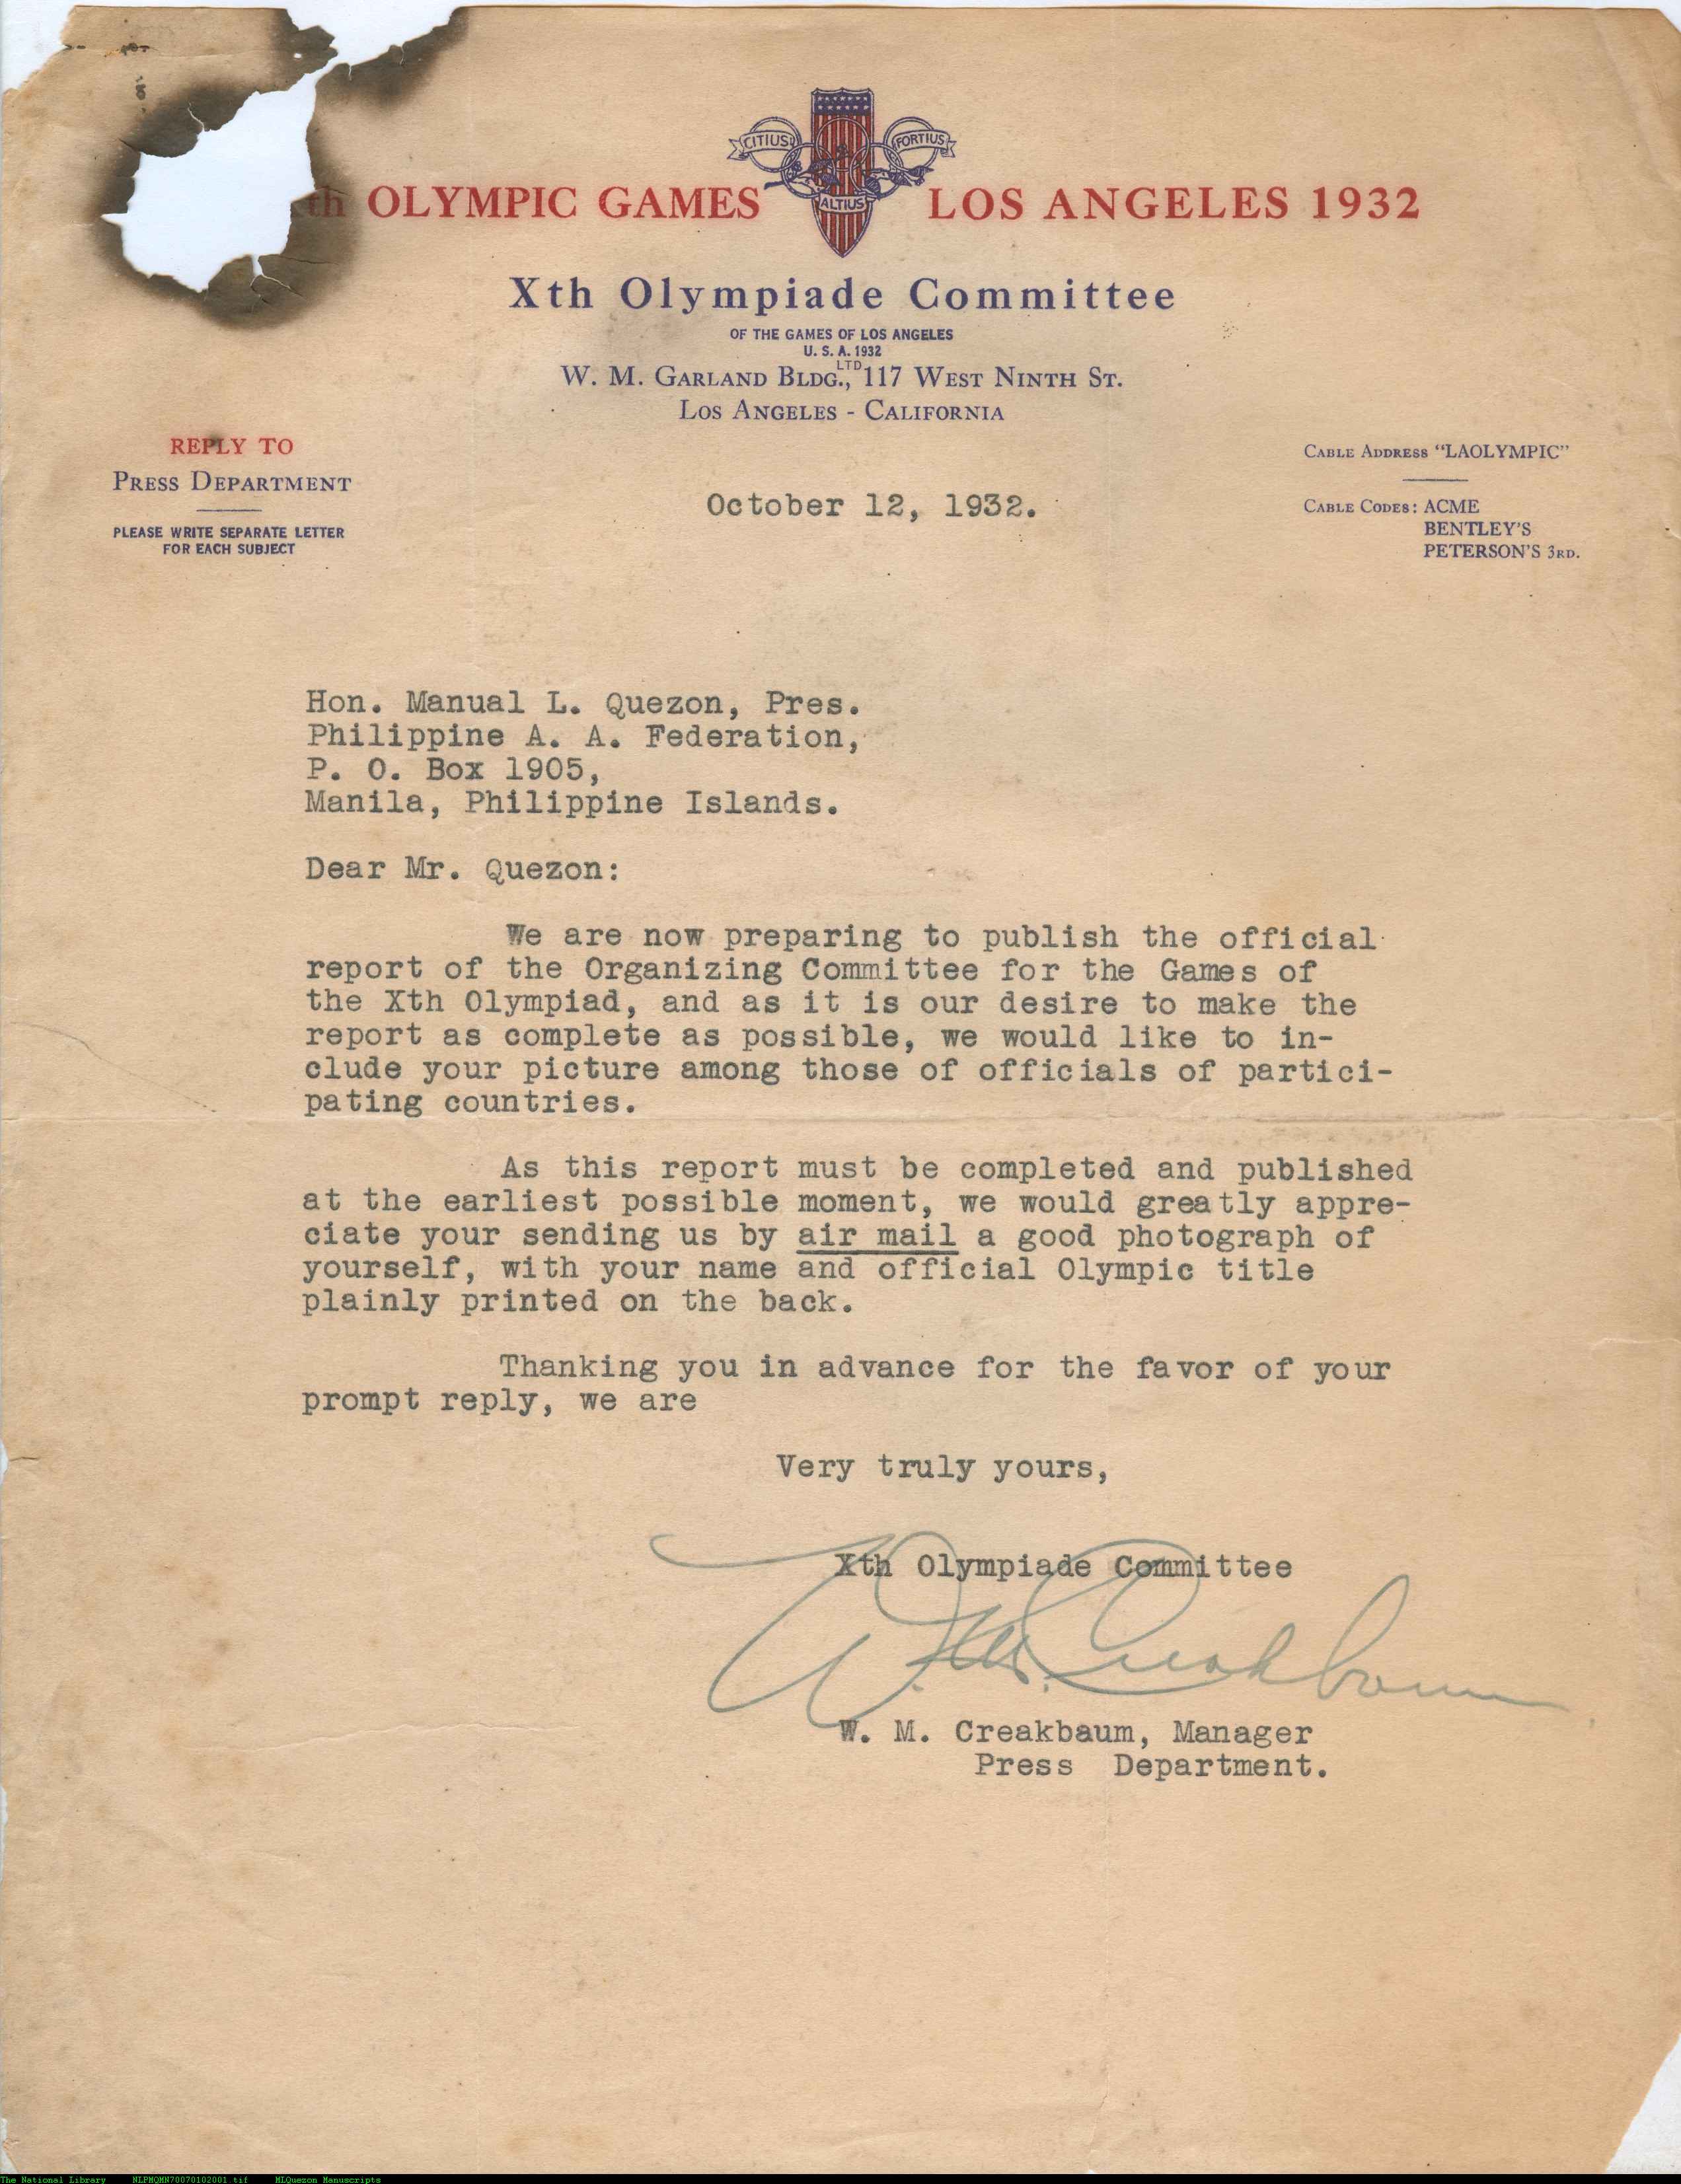 CITIUS
FORTIUS
ALTIUS
th OLYMPIC GAMES LOS ANGELES 1932
Xth Olympiade Committee
OF THE GAMES OF LOS ANGELES
U. S. A. 1932
LTD
W. M. GARLAND BLDG., 117 WEST NINTH ST.
LOS ANGELES - CALIFORNIA
REPLY TO
PRESS DEPARTMENT
PLEASE WRITE SEPARATE LETTER
FOR EACH SUBJECT
CABLE ADDRESS "LAOLYMPIC"
CABLE CODES: ACME
BENTLEY'S
PETERSON'S 3RD.
October 12, 1932.
Hon. Manual L. Quezon, Pres.
Philippine A. A. Federation,
P. O. Box 1905,
Manila, Philippine Islands.
Dear Mr. Quezon:
We are now preparing to publish the official
report of the Organizing Committee for the Games of
the Xth Olympiad, and as it is our desire to make the
report as complete as possible, we would like to in-
clude your picture among those of officials of partici-
pating countries.
As this report must be completed and published
at the earliest possible moment, we would greatly appre-
ciate your sending us by air mail a good photograph of
yourself, with your name and official Olympic title
plainly printed on the back.
Thanking you in advance for the favor of your
prompt reply, we are
Very truly yours,
Xth Olympiade Committee
W. M. Creakbaum
W. M. Creakbaum, Manager
Press Department.
The National Library NLPMQMN70070102001.tif MLQuezon Manuscripts